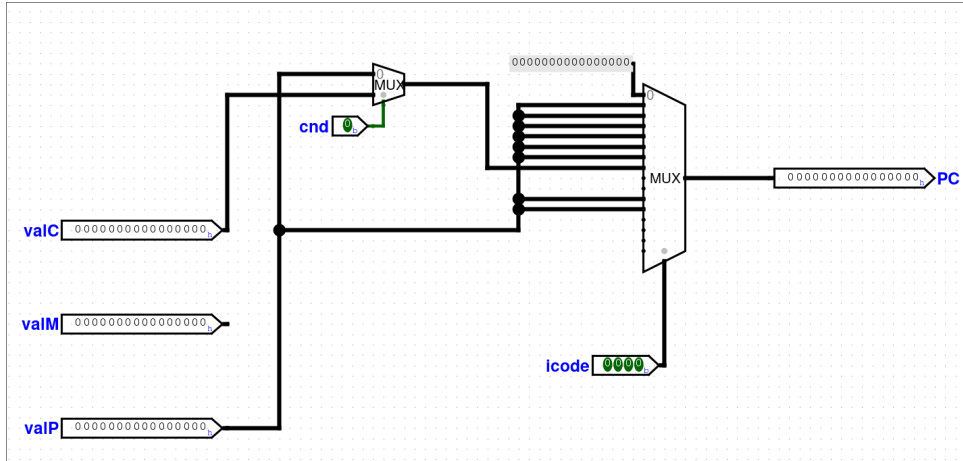 0000000000000000
0
MUX
cnd 0 b
0
MUX
0000000000000000 h PC
valC 0000000000000000 h
valM 0000000000000000 h
icode 0000 b
valP 0000000000000000 h